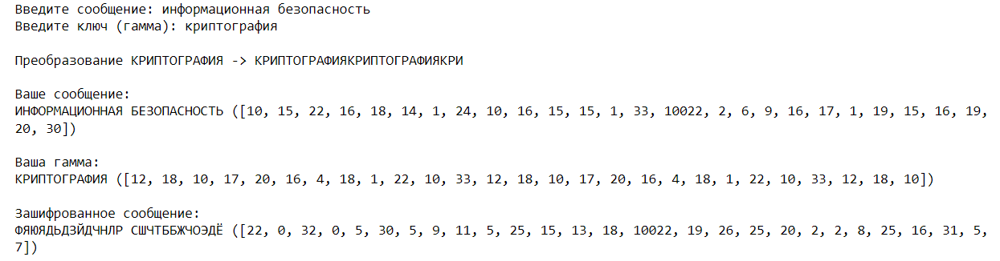 Введите сообщение: информационная безопасность
Введите ключ (гамма): криптография
Преобразование КРИПТОГРАФИЯ -> КРИПТОГРАФИЯКРИПТОГРАФИЯКРИ
Ваше сообщение:
ИНФОРМАЦИОННАЯ БЕЗОПАСНОСТЬ ([10, 15, 22, 16, 18, 14, 1, 24, 10, 16, 15, 15, 1, 33, 10022, 2, 6, 9, 16, 17, 1, 19, 15, 16, 19,
20, 30])
Ваша гамма:
КРИПТОГРАФИЯ ([12, 18, 10, 17, 20, 16, 4, 18, 1, 22, 10, 33, 12, 18, 10, 17, 20, 16, 4, 18, 1, 22, 10, 33, 12, 18, 10])
Зашифрованное сообщение:
ФЯЮЯДЬДЗЙДЧНЛР СШЧТББЖЧОЭДЁ ([22, 0, 32, 0, 5, 30, 5, 9, 11, 5, 25, 15, 13, 18, 10022, 19, 26, 25, 20, 2, 2, 8, 25, 16, 31, 5,
7])